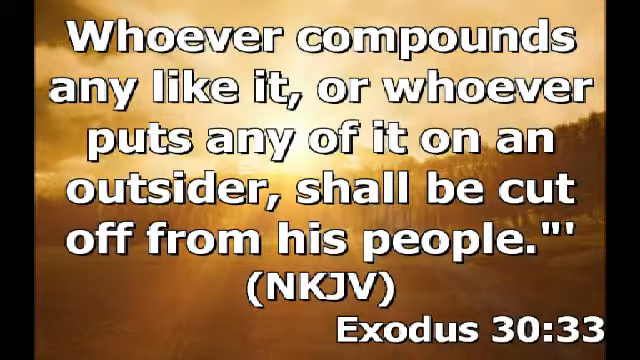 Whoever compounds
any like it, or whoever
puts any of it on an
outsider, shall be cut
off from his people."'
(NKJV)
Exodus 30:33